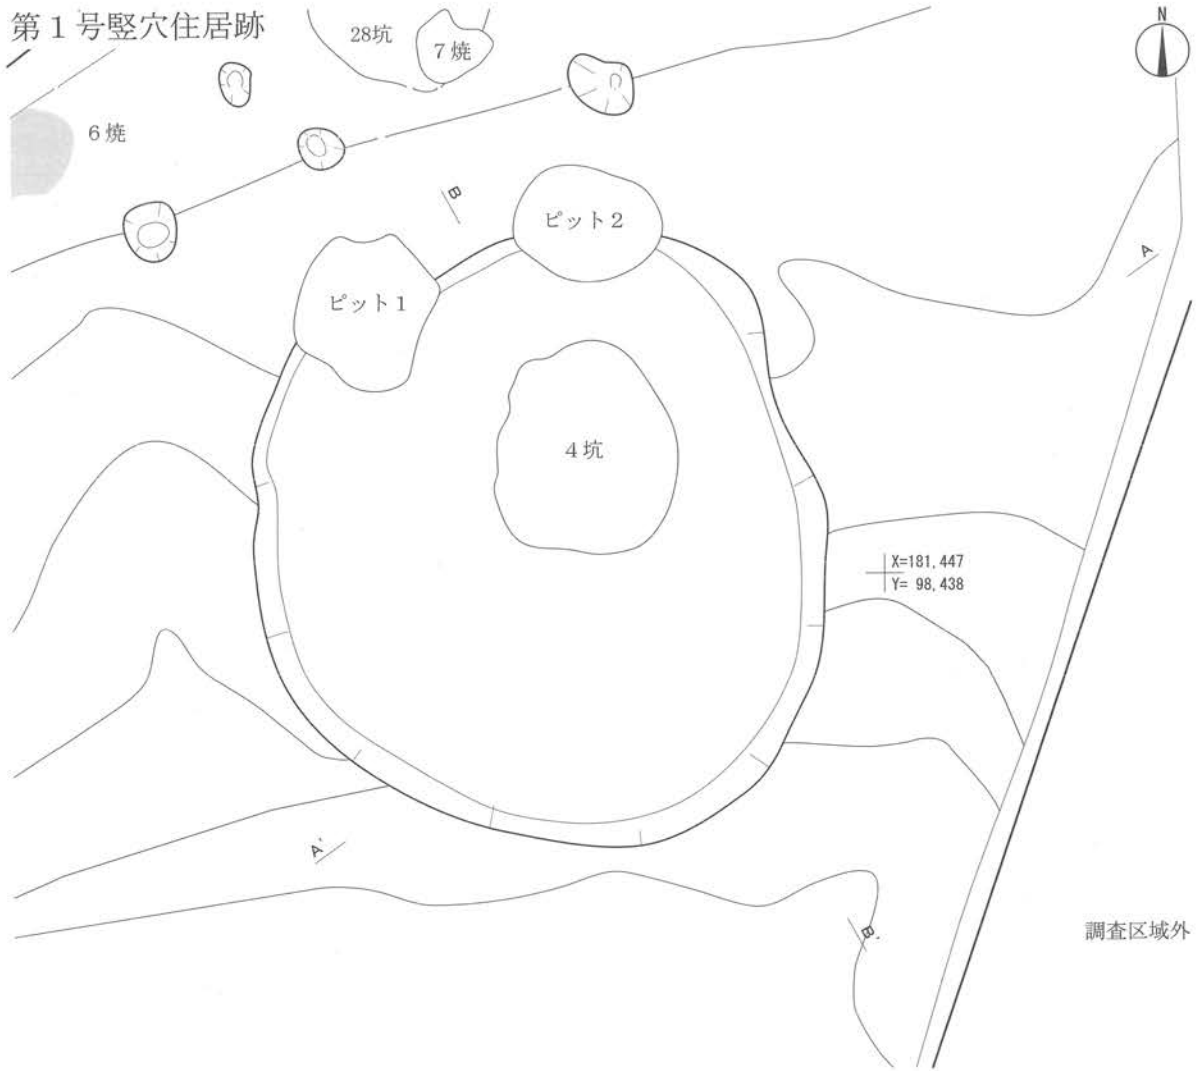 第1号竪穴住居跡
28坑
7焼
N
6焼
B
ピット2
A
ピット1
4坑
X=181,447
Y= 98,438
A'
B'
調査区域外